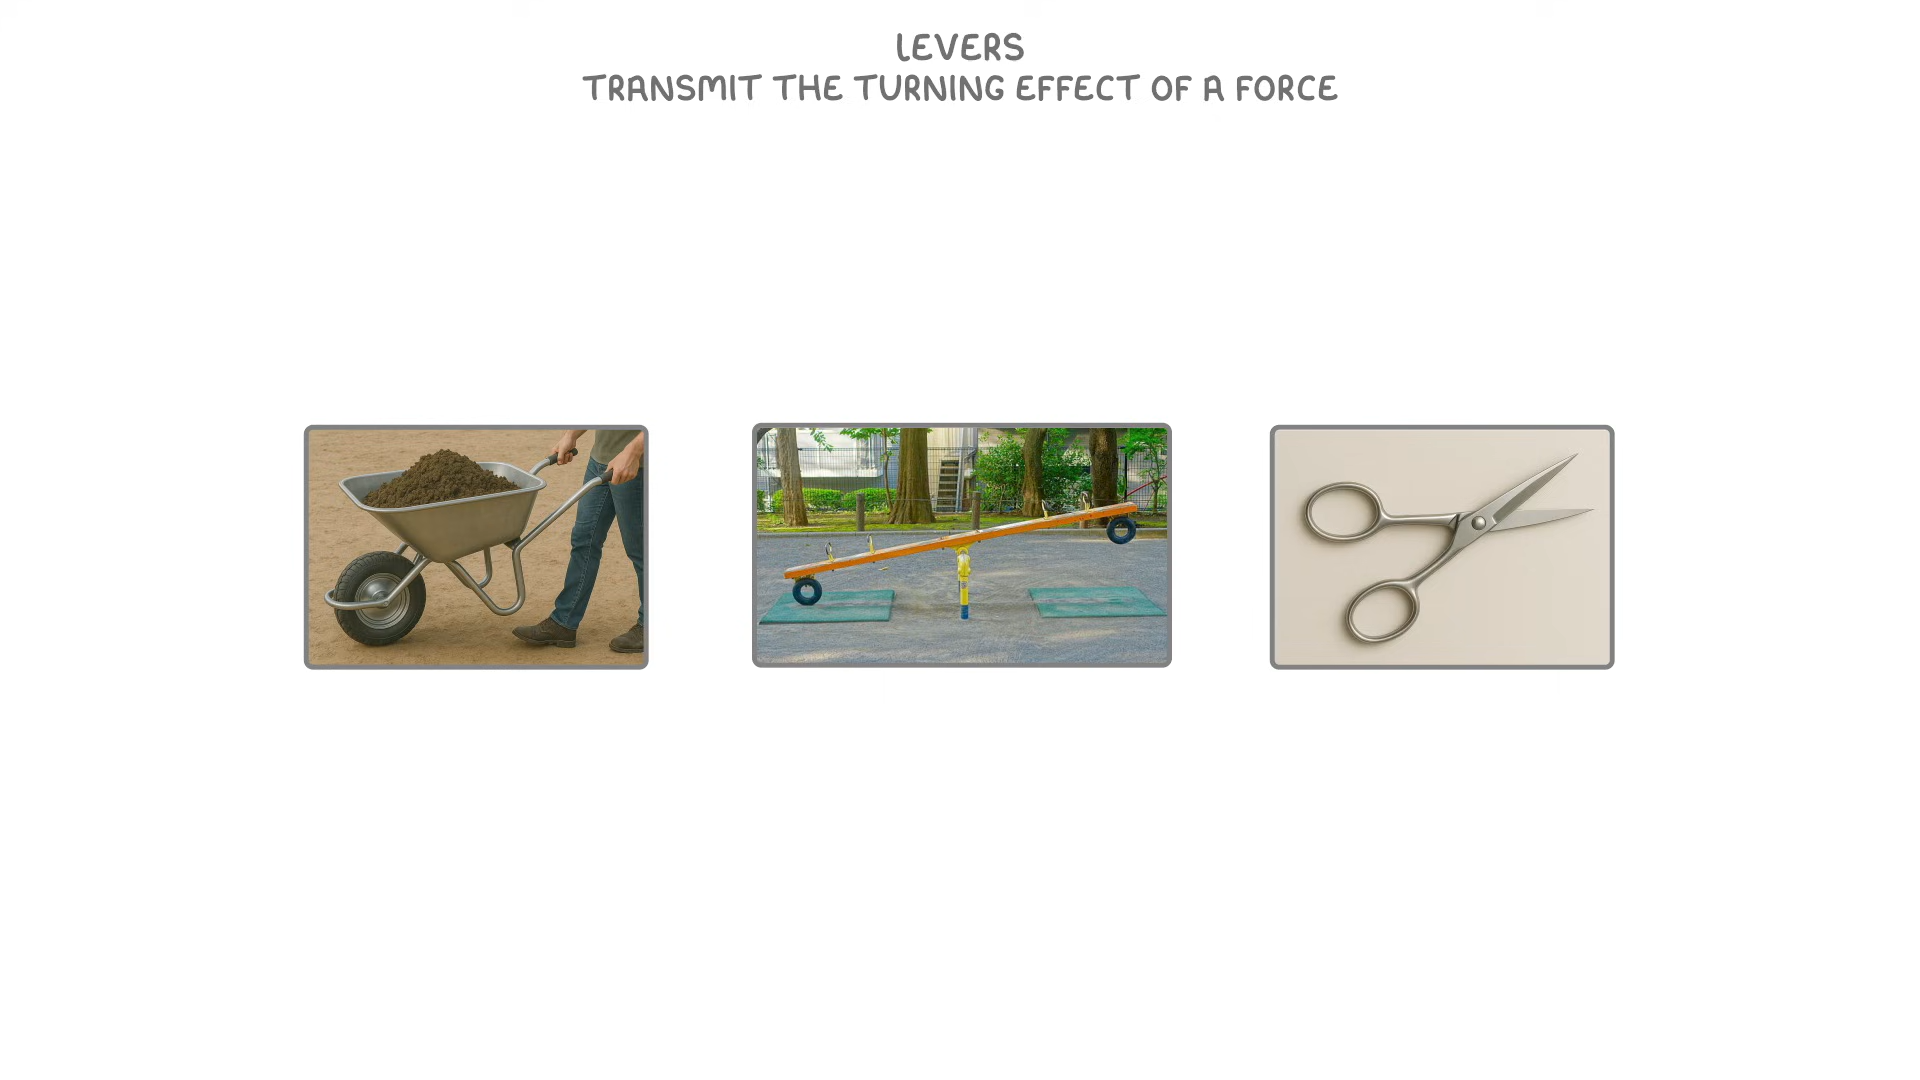 LEVERS
TRANSMIT THE TURNING EFFECT OF A FORCE